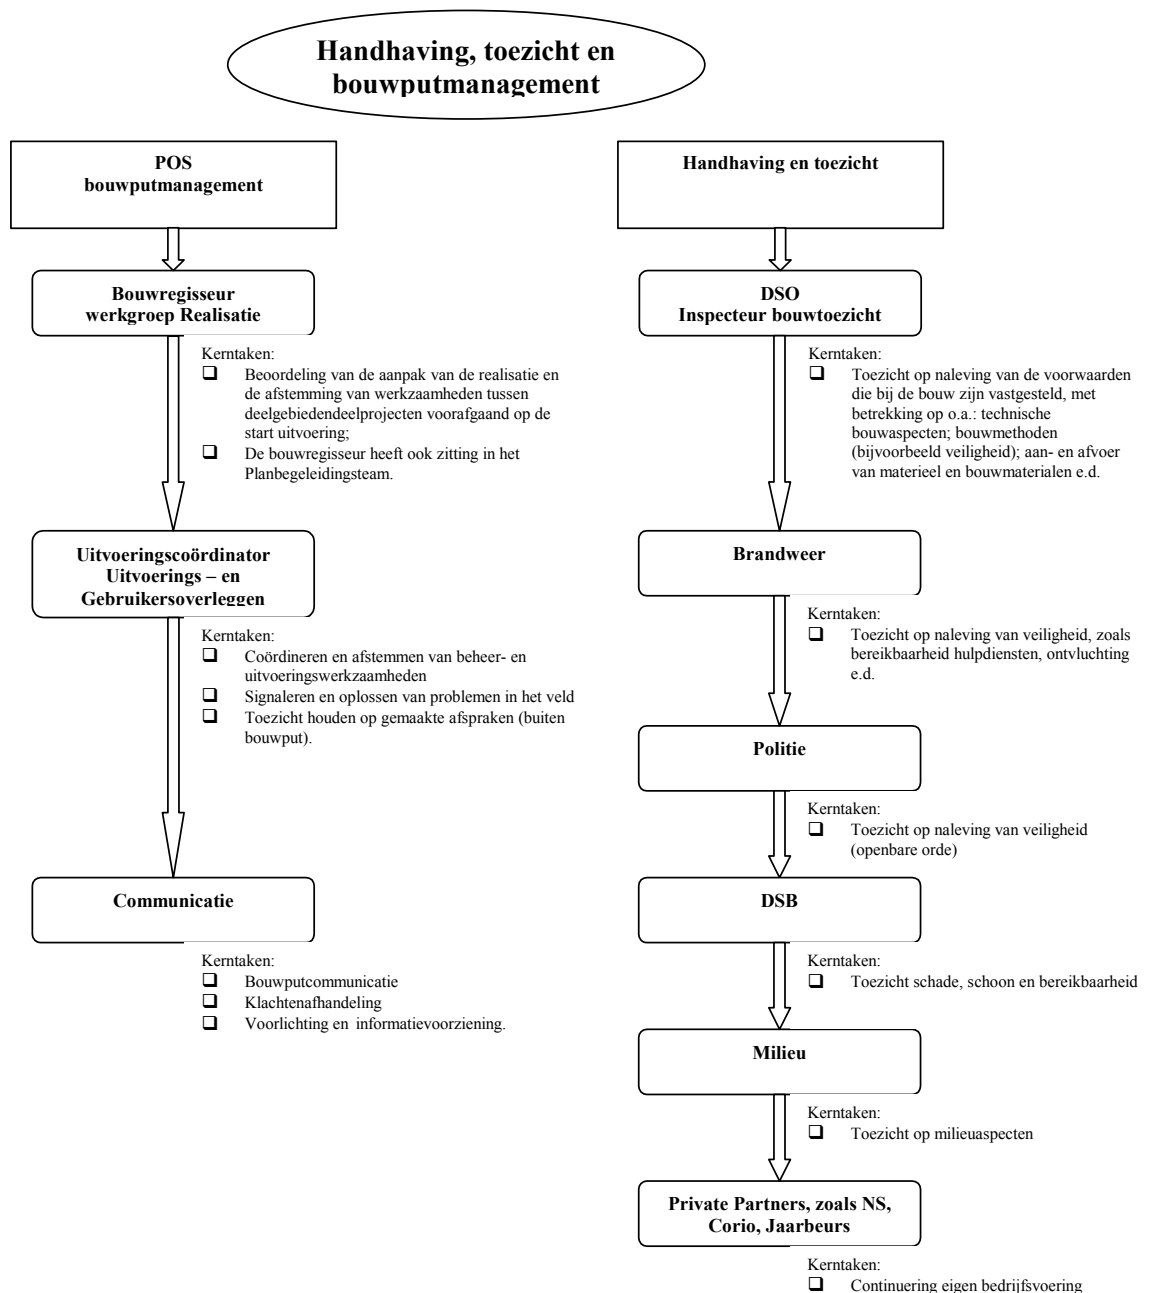 Handhaving, toezicht en
bouwputmanagement
POS
bouwputmanagement
Bouwregisseur
werkgroep Realisatie
Kerntaken:
❑ Beoordeling van de aanpak van de realisatie en
de afstemming van werkzaamheden tussen
deelgebiedendeelprojecten voorafgaand op de
start uitvoering;
❑ De bouwregisseur heeft ook zitting in het
Planbegeleidingsteam.
Uitvoeringscoördinator
Uitvoerings – en
Gebruikersoverleggen
Kerntaken:
❑ Coördineren en afstemmen van beheer- en
uitvoeringswerkzaamheden
❑ Signaleren en oplossen van problemen in het veld
❑ Toezicht houden op gemaakte afspraken (buiten
bouwput).
Communicatie
Kerntaken:
❑ Bouwputcommunicatie
❑ Klachtenafhandeling
❑ Voorlichting en informatievoorziening.
Handhaving en toezicht
DSO
Inspecteur bouwtoezicht
Kerntaken:
❑ Toezicht op naleving van de voorwaarden
die bij de bouw zijn vastgesteld, met
betrekking op o.a.: technische
bouwaspecten; bouwmethoden
(bijvoorbeeld veiligheid); aan- en afvoer
van materieel en bouwmaterialen e.d.
Brandweer
Kerntaken:
❑ Toezicht op naleving van veiligheid, zoals
bereikbaarheid hulpdiensten, ontvluchting
e.d.
Politie
Kerntaken:
❑ Toezicht op naleving van veiligheid
(openbare orde)
DSB
Kerntaken:
❑ Toezicht schade, schoon en bereikbaarheid
Milieu
Kerntaken:
❑ Toezicht op milieuaspecten
Private Partners, zoals NS,
Corio, Jaarbeurs
Kerntaken:
❑ Continuering eigen bedrijfsvoering